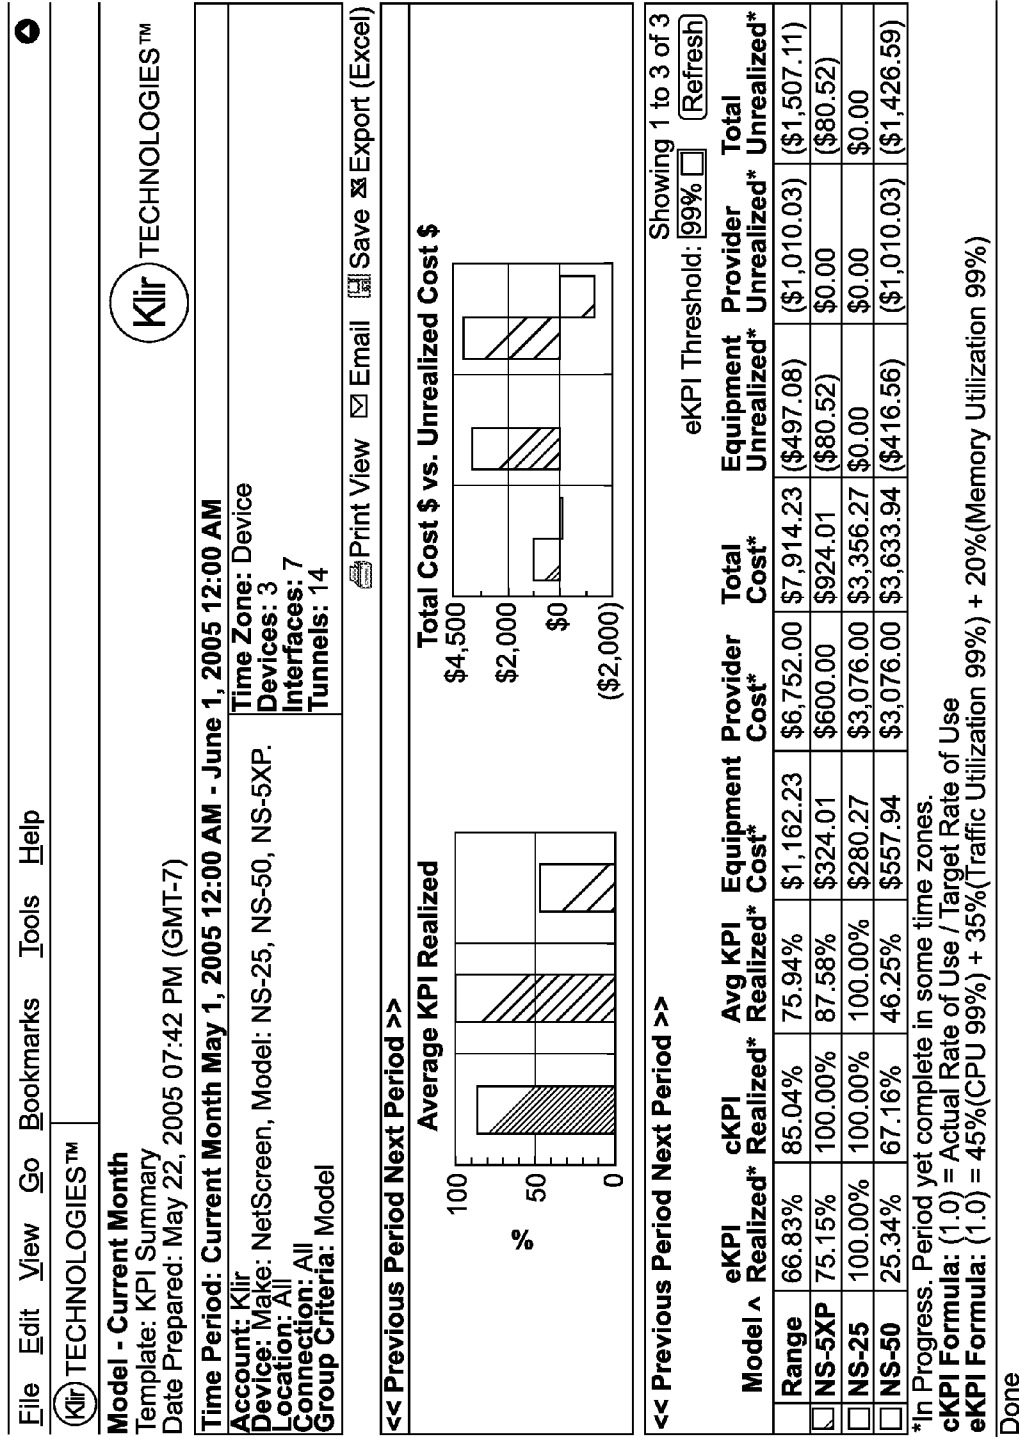 File Edit View Go Bookmarks Tools Help
Klir TECHNOLOGIES™
Model - Current Month
Template: KPI Summary
Date Prepared: May 22, 2005 07:42 PM (GMT-7)
Klir TECHNOLOGIES™
Time Period: Current Month May 1, 2005 12:00 AM - June 1, 2005 12:00 AM
Account: Klir
Device: Make: NetScreen, Model: NS-25, NS-50, NS-5XP.
Location: All
Connection: All
Group Criteria: Model
Time Zone: Device
Devices: 3
Interfaces: 7
Tunnels: 14
Print View Email Save Export (Excel)
<< Previous Period Next Period >>
Average KPI Realized
100
50
0
%
Total Cost $ vs. Unrealized Cost $
$4,500
$2,000
$0
($2,000)
<< Previous Period Next Period >>
Showing 1 to 3 of 3
eKPI Threshold: 99% Refresh
Model ^ eKPI Realized* cKPI Realized* Avg KPI Realized* Equipment Cost* Provider Cost* Total Cost* Equipment Unrealized* Provider Unrealized* Total Unrealized*
Range 66.83% 85.04% 75.94% $1,162.23 $6,752.00 $7,914.23 ($497.08) ($1,010.03) ($1,507.11)
NS-5XP 75.15% 100.00% 87.58% $324.01 $600.00 $924.01 ($80.52) $0.00 ($80.52)
NS-25 100.00% 100.00% 100.00% $280.27 $3,076.00 $3,356.27 $0.00 $0.00 $0.00
NS-50 25.34% 67.16% 46.25% $557.94 $3,076.00 $3,633.94 ($416.56) ($1,010.03) ($1,426.59)
*In Progress. Period yet complete in some time zones.
cKPI Formula: {1.0} = Actual Rate of Use / Target Rate of Use
eKPI Formula: {1.0} = 45%(CPU 99%) + 35%(Traffic Utilization 99%) + 20%(Memory Utilization 99%)
Done